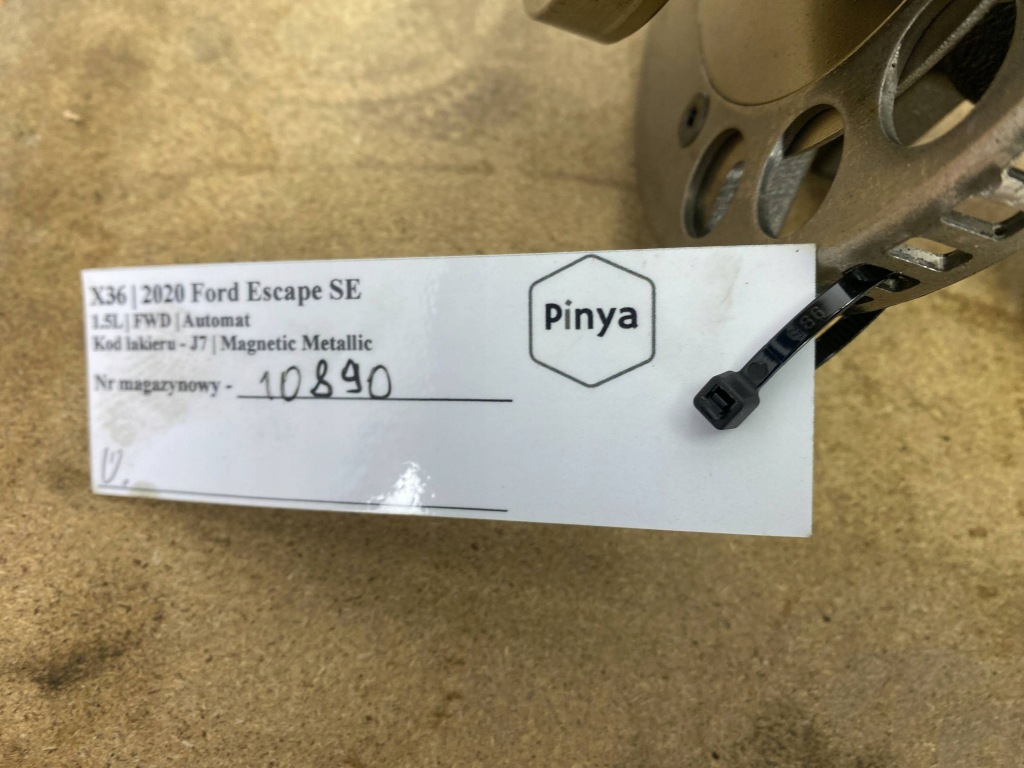 X36 | 2020 Ford Escape SE
1.5L | FWD | Automat
Kod lakieru - J7 | Magnetic Metallic
Nr magazynowy - 10890
Pinya